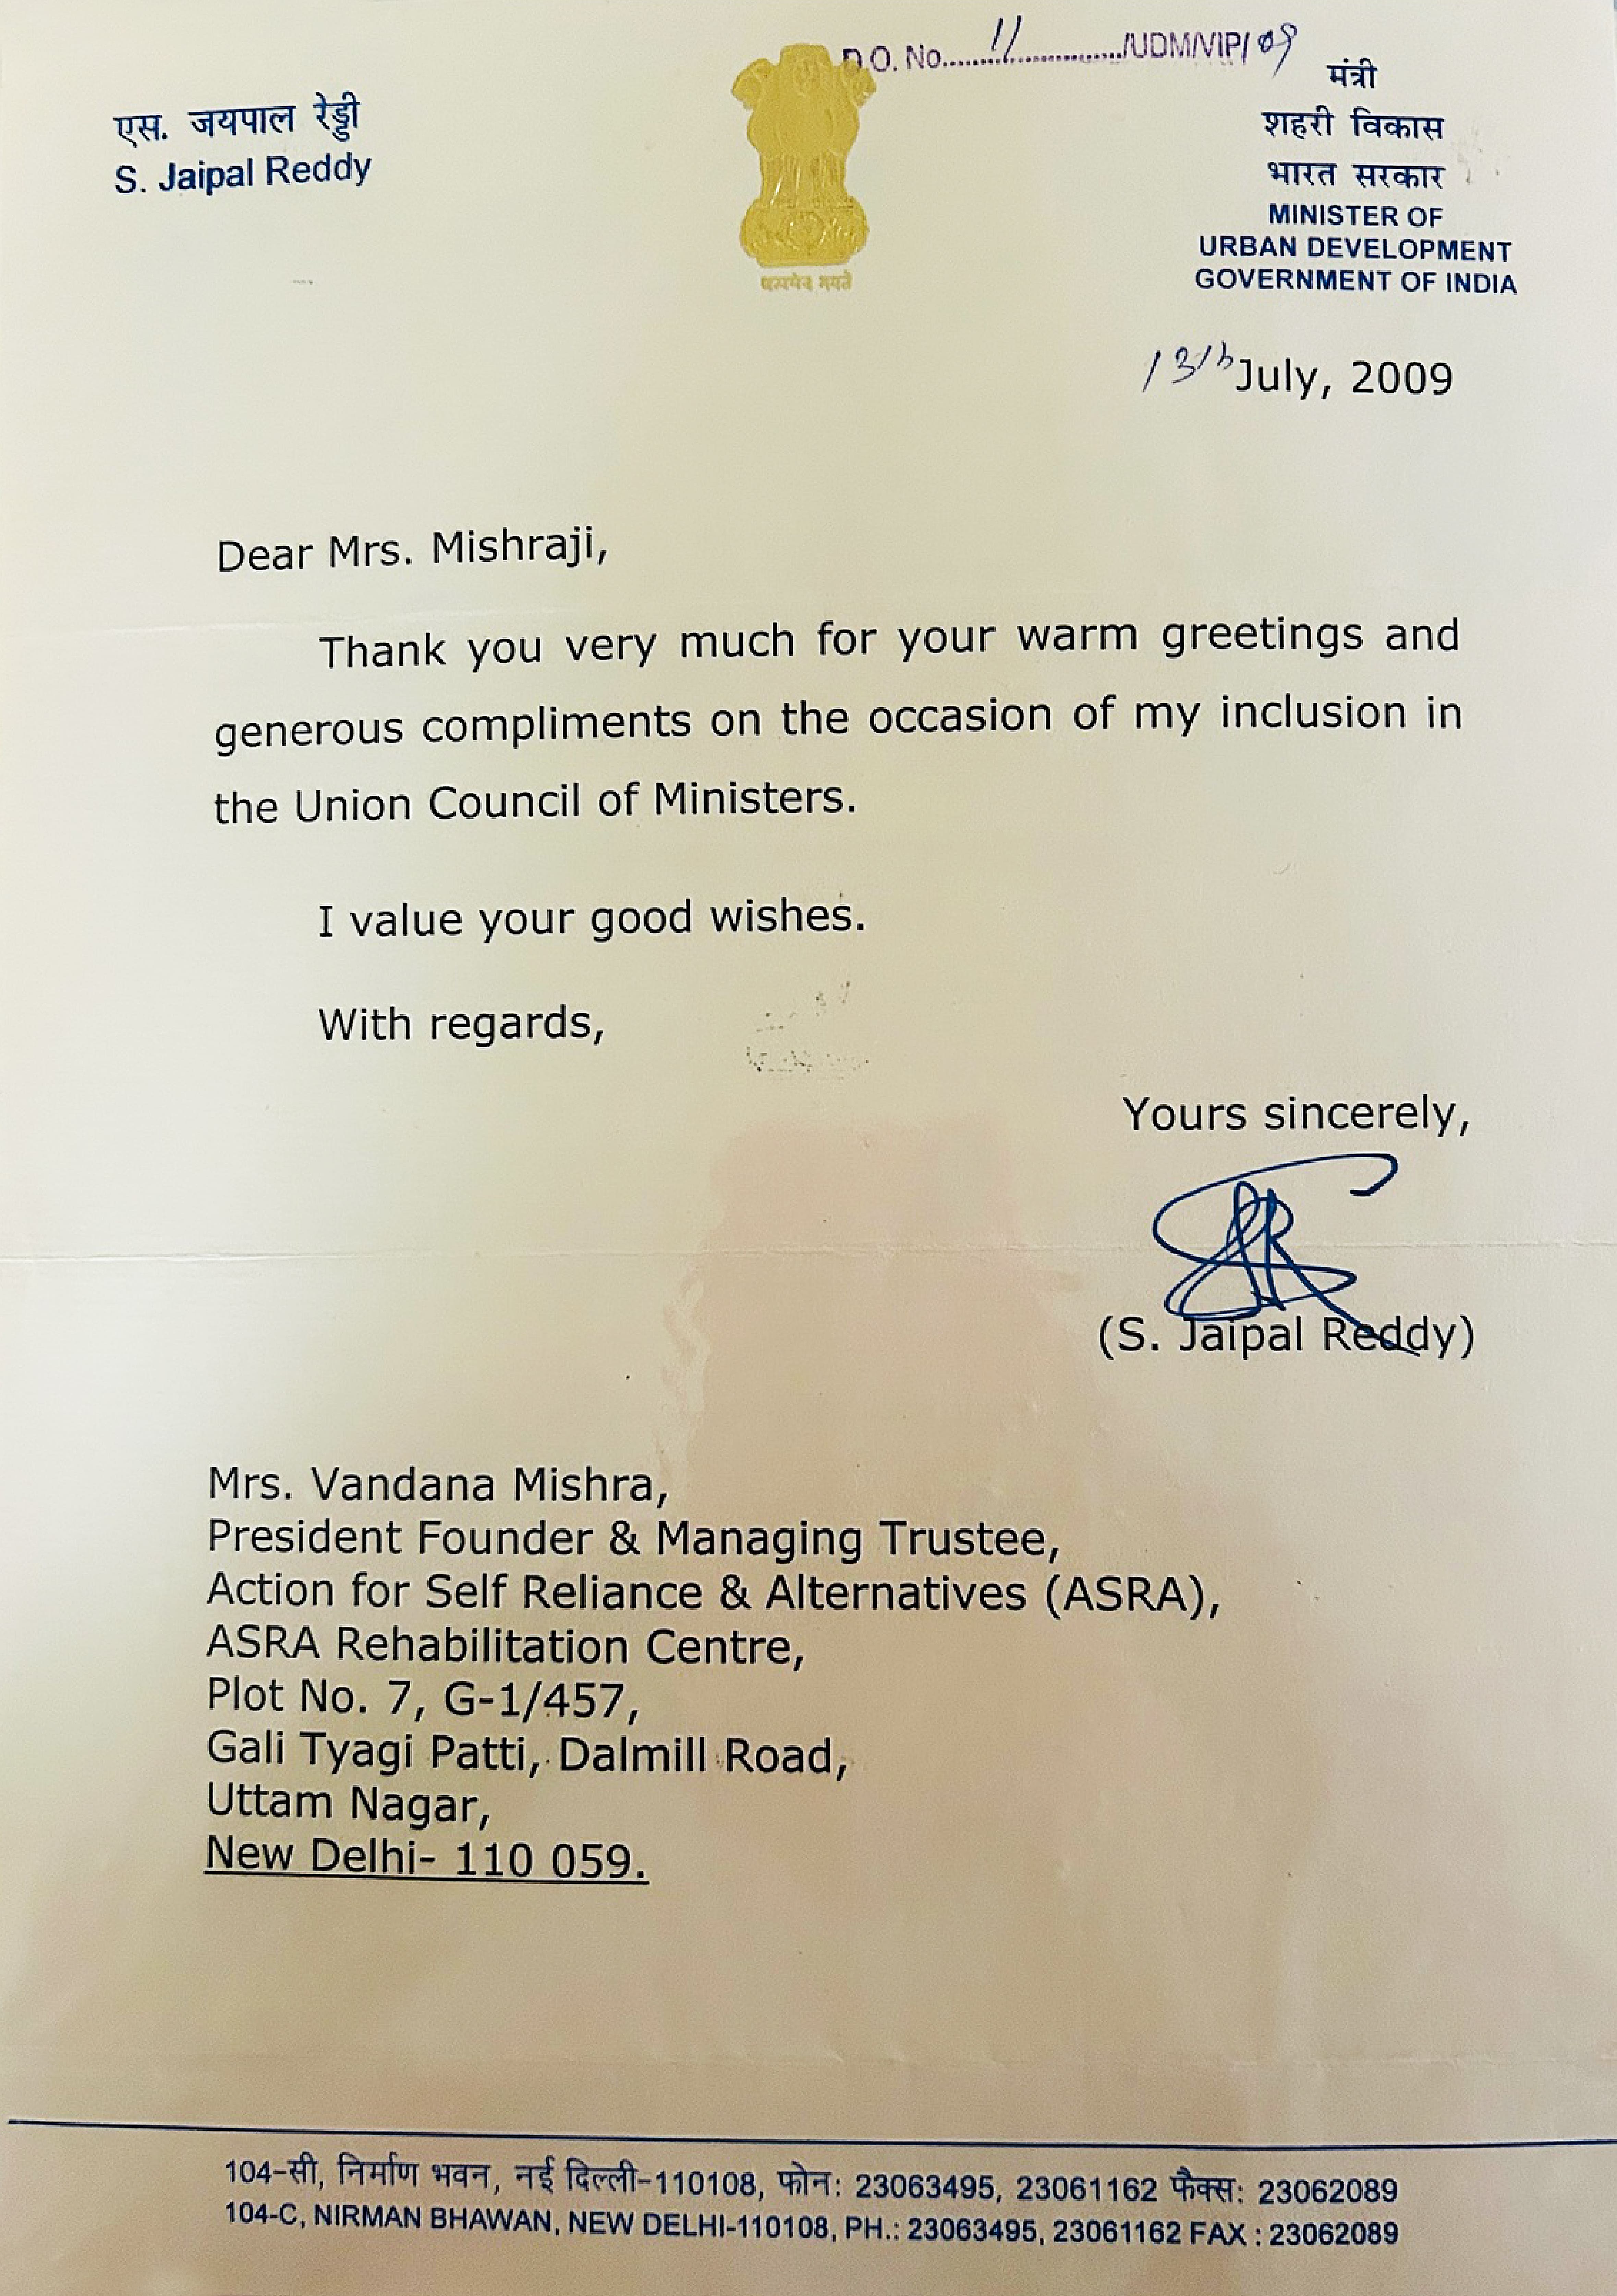 D.O. No.....11............../UDM/VIP/09
एस. जयपाल रेड्डी
S. Jaipal Reddy
मंत्री
शहरी विकास
भारत सरकार
MINISTER OF
URBAN DEVELOPMENT
GOVERNMENT OF INDIA
13th July, 2009
Dear Mrs. Mishraji,
Thank you very much for your warm greetings and
generous compliments on the occasion of my inclusion in
the Union Council of Ministers.
I value your good wishes.
With regards,
Yours sincerely,
(S. Jaipal Reddy)
Mrs. Vandana Mishra,
President Founder & Managing Trustee,
Action for Self Reliance & Alternatives (ASRA),
ASRA Rehabilitation Centre,
Plot No. 7, G-1/457,
Gali Tyagi Patti, Dalmill Road,
Uttam Nagar,
New Delhi- 110 059.
104-सी, निर्माण भवन, नई दिल्ली-110108, फोन: 23063495, 23061162 फैक्स: 23062089
104-C, NIRMAN BHAWAN, NEW DELHI-110108, PH.: 23063495, 23061162 FAX : 23062089